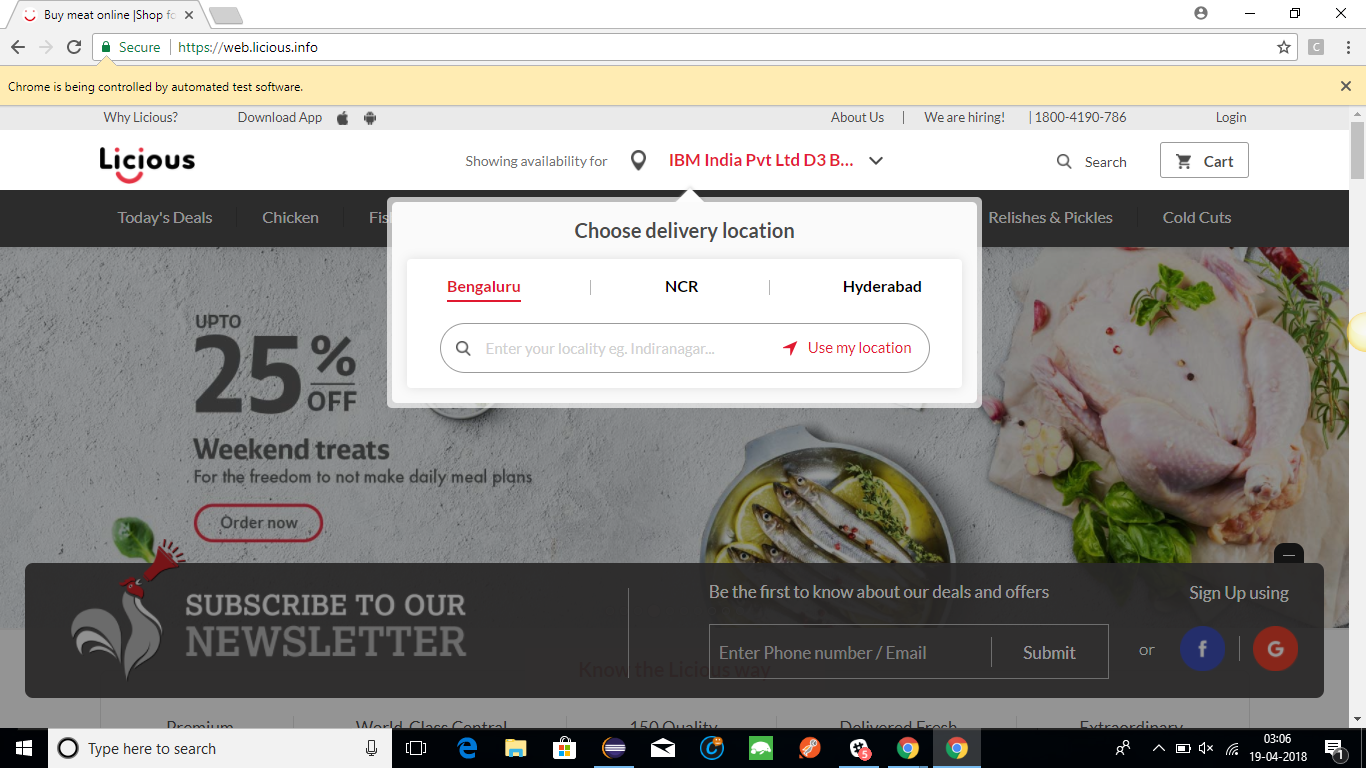 Buy meat online |Shop fo
Secure https://web.licious.info
C
Chrome is being controlled by automated test software.
Why Licious? Download App About Us | We are hiring! | 1800-4190-786 Login
Licious Showing availability for IBM India Pvt Ltd D3 B... Search Cart
Today's Deals Chicken Relishes & Pickles Cold Cuts
Choose delivery location
Bengaluru | NCR | Hyderabad
Enter your locality eg. Indiranagar... Use my location
UPTO
25%
OFF
Weekend treats
For the freedom to not make daily meal plans
Order now
SUBSCRIBE TO OUR
NEWSLETTER
Be the first to know about our deals and offers
Sign Up using
Enter Phone number / Email Submit or f G
Know the Licious way
Premium World-Class Central 150 Quality Delivered Fresh Extraordinary
Type here to search
03:06
19-04-2018
1